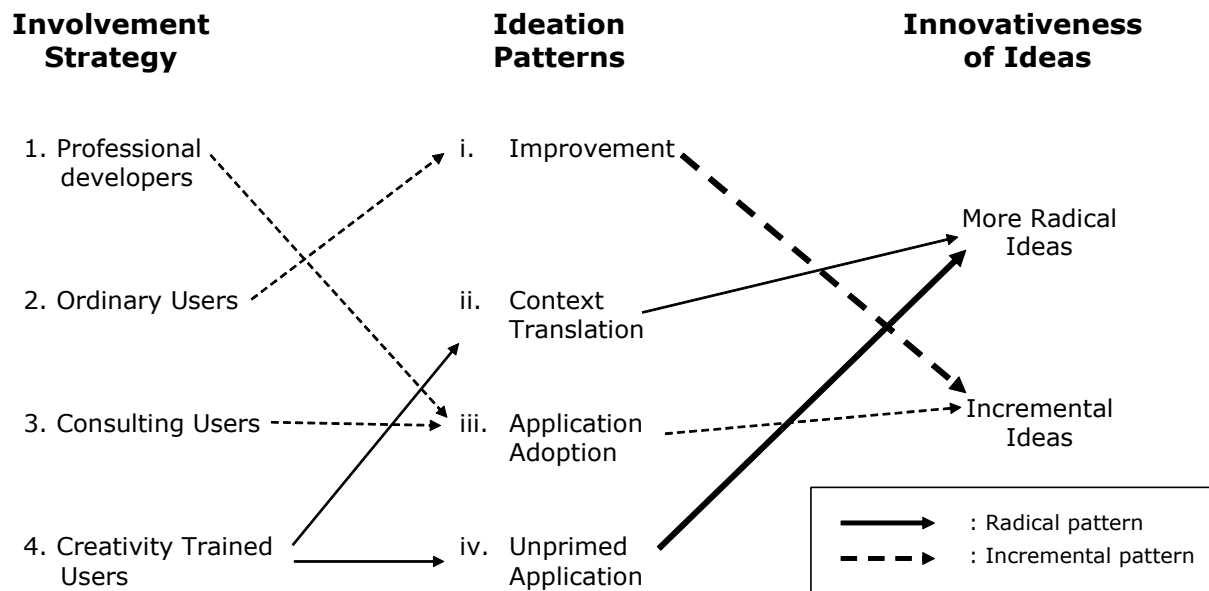 Involvement
Strategy
Ideation
Patterns
Innovativeness
of Ideas
1. Professional
developers
2. Ordinary Users
3. Consulting Users
4. Creativity Trained
Users
i. Improvement
ii. Context
Translation
iii. Application
Adoption
iv. Unprimed
Application
More Radical
Ideas
Incremental
Ideas
: Radical pattern
: Incremental pattern